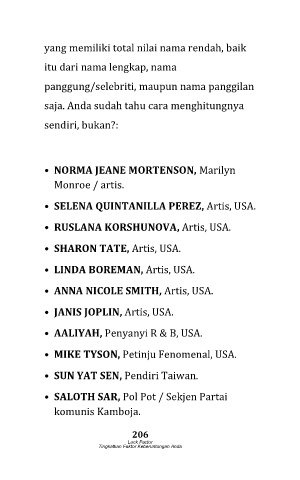 yang memiliki total nilai nama rendah, baik
itu dari nama lengkap, nama
panggung/selebriti, maupun nama panggilan
saja. Anda sudah tahu cara menghitungnya
sendiri, bukan?:
• NORMA JEANE MORTENSON, Marilyn
Monroe / artis.
• SELENA QUINTANILLA PEREZ, Artis, USA.
• RUSLANA KORSHUNOVA, Artis, USA.
• SHARON TATE, Artis, USA.
• LINDA BOREMAN, Artis, USA.
• ANNA NICOLE SMITH, Artis, USA.
• JANIS JOPLIN, Artis, USA.
• AALIYAH, Penyanyi R & B, USA.
• MIKE TYSON, Petinju Fenomenal, USA.
• SUN YAT SEN, Pendiri Taiwan.
• SALOTH SAR, Pol Pot / Sekjen Partai
komunis Kamboja.
206
Luck Factor
Tingkatkan Faktor Keberuntungan Anda